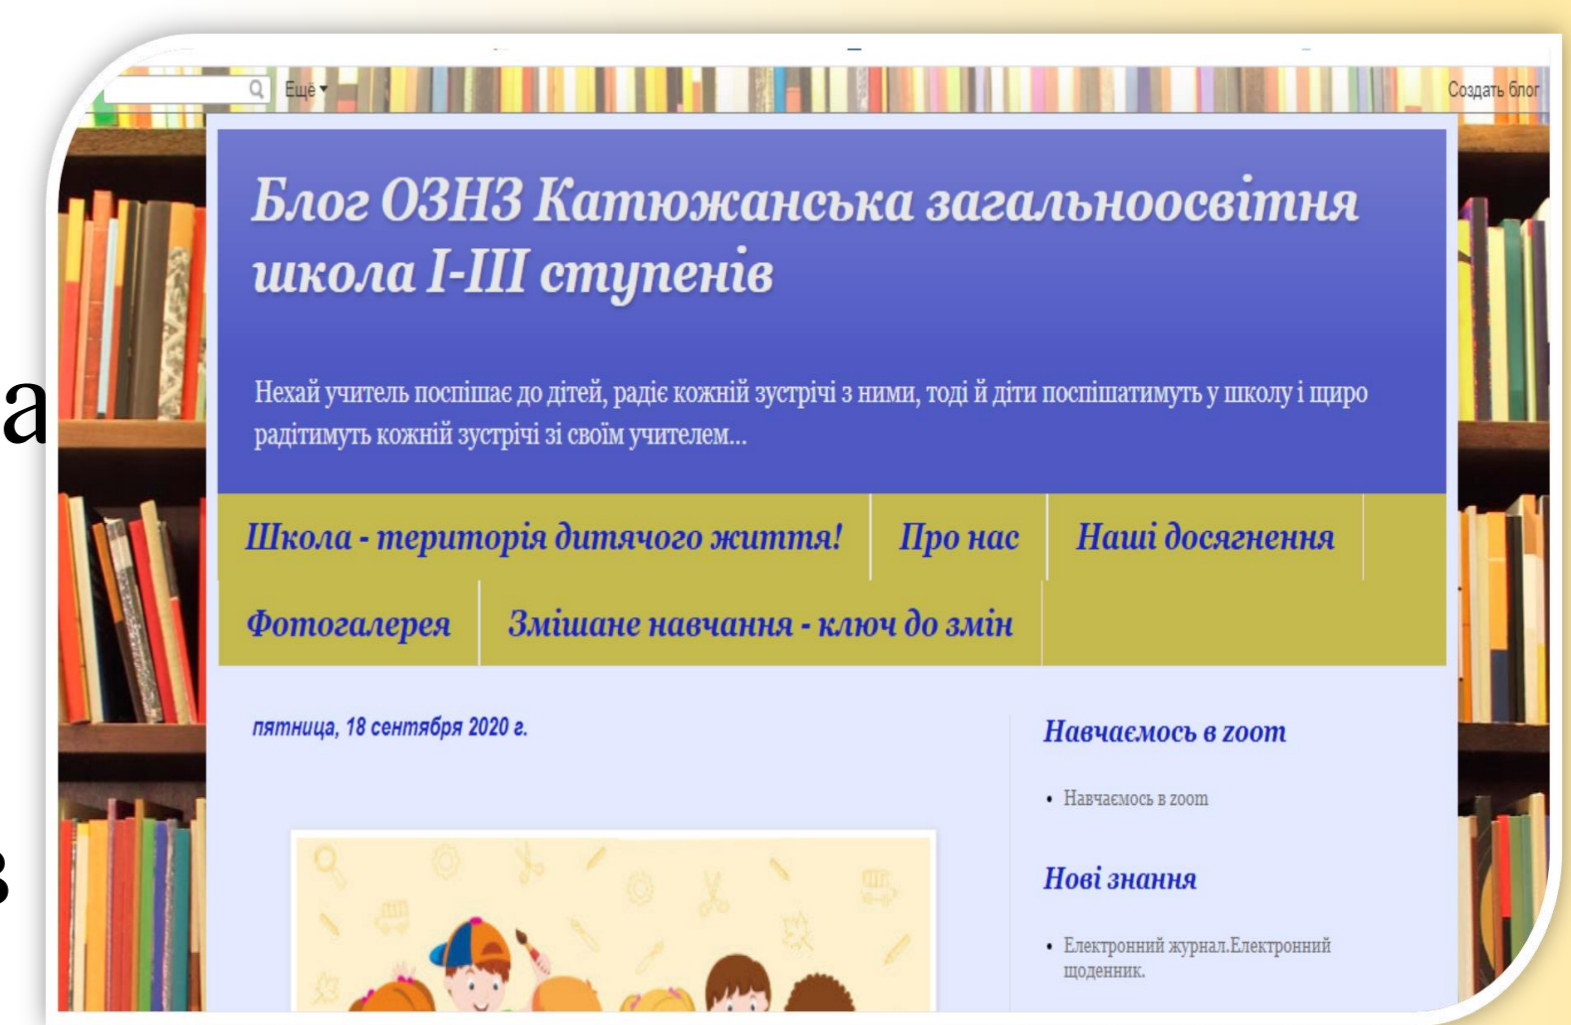 Ещё
Создать блог
Блог ОЗНЗ Катюжанська загальноосвітня
школа І-ІІІ ступенів
Нехай учитель поспішає до дітей, радіє кожній зустрічі з ними, тоді й діти поспішатимуть у школу і щиро
радітимуть кожній зустрічі зі своїм учителем...
а
Школа - територія дитячого життя!
Про нас
Наші досягнення
Фотогалерея
Змішане навчання - ключ до змін
пятница, 18 сентября 2020 г.
Навчаємось в zoom
Навчаємось в zoom
в
Нові знання
Електронний журнал.Електронний
щоденник.